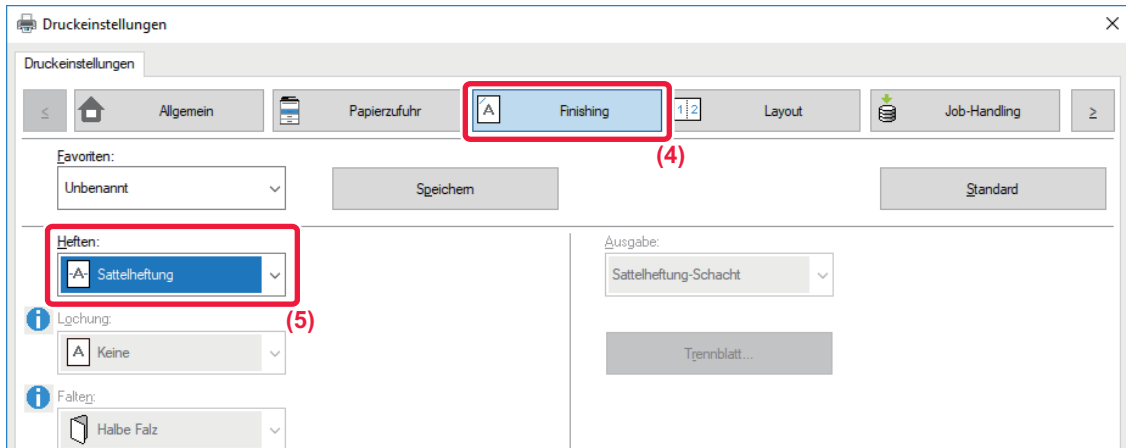 Druckeinstellungen
Druckeinstellungen
≤ Allgemein Papierzufuhr A Finishing 1 2 Layout Job-Handling ≥
(4)
Favoriten:
Unbenannt Speichern Standard
Heften: Ausgabe:
-A- Sattelheftung Sattelheftung-Schacht
(5)
Lochung:
A Keine Trennblatt...
Falten:
Halbe Falz